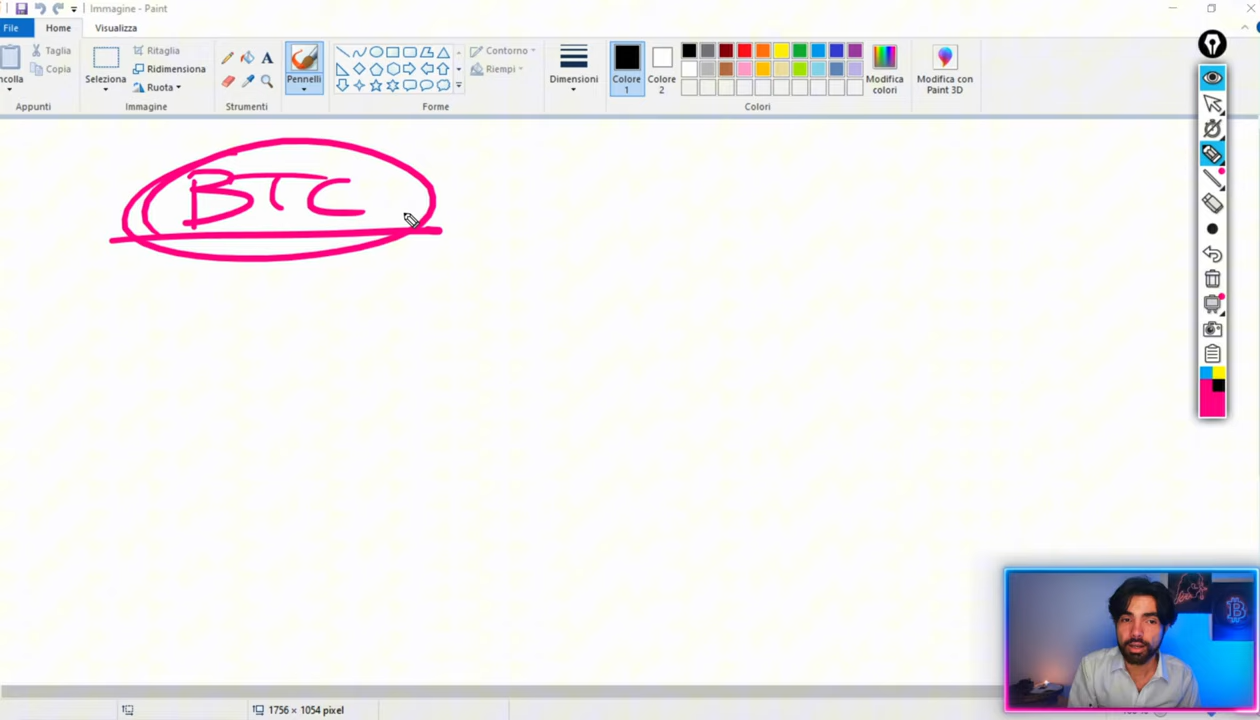 Immagine - Paint
File Home Visualizza
Taglia
Copia
Appunti
Seleziona
Ritaglia
Ridimensiona
Ruota
Immagine
A
Strumenti
Pennelli
Contorno
Riempi
Forme
Dimensioni
Colore
1
Colore
2
Modifica
colori
Colori
Modifica con
Paint 3D
BTC
1756 × 1054 pixel